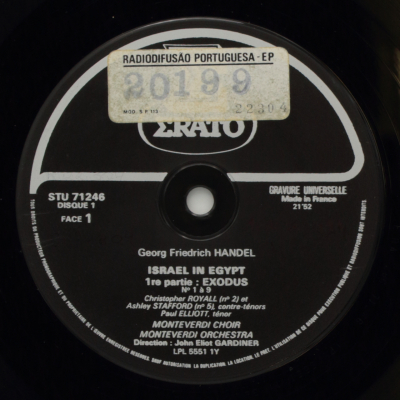 RADIODIFUSÃO PORTUGUESA - EP
20199
22304
ERATO
STU 71246
DISQUE 1
FACE 1
GRAVURE UNIVERSELLE
Made in France
21'52
Georg Friedrich HANDEL
ISRAEL IN EGYPT
1re partie : EXODUS
Nº 1 à 9
Christopher ROYALL (nº 2) et
Ashley STAFFORD (nº 5), contre-ténors
Paul ELLIOTT, ténor
MONTEVERDI CHOIR
MONTEVERDI ORCHESTRA
Direction : John Eliot GARDINER
LPL 5551 1Y